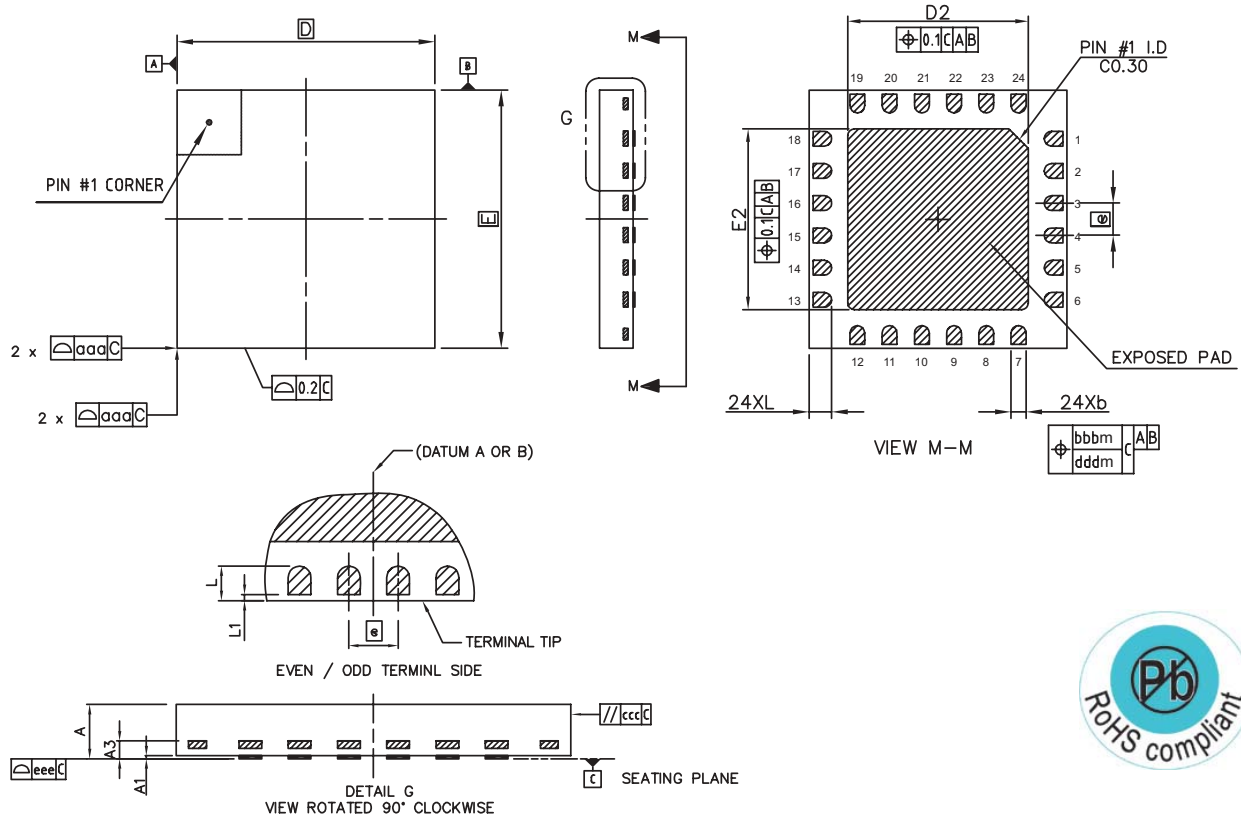 D
A
B
PIN #1 CORNER
E
2 x aaa C
2 x aaa C
0.2 C
M
G
M
D2
0.1 C A B
PIN #1 I.D
C0.30
19 20 21 22 23 24
18
17
16
15
14
13
1
2
3
4
5
6
12 11 10 9 8 7
E2
0.1 C A B
e
EXPOSED PAD
24XL
24Xb
VIEW M-M
bbbm C A B
dddm
(DATUM A OR B)
L
L1
e
TERMINAL TIP
EVEN / ODD TERMINL SIDE
A
A3
A1
// ccc C
eee C
C SEATING PLANE
DETAIL G
VIEW ROTATED 90° CLOCKWISE
Pb
RoHS compliant